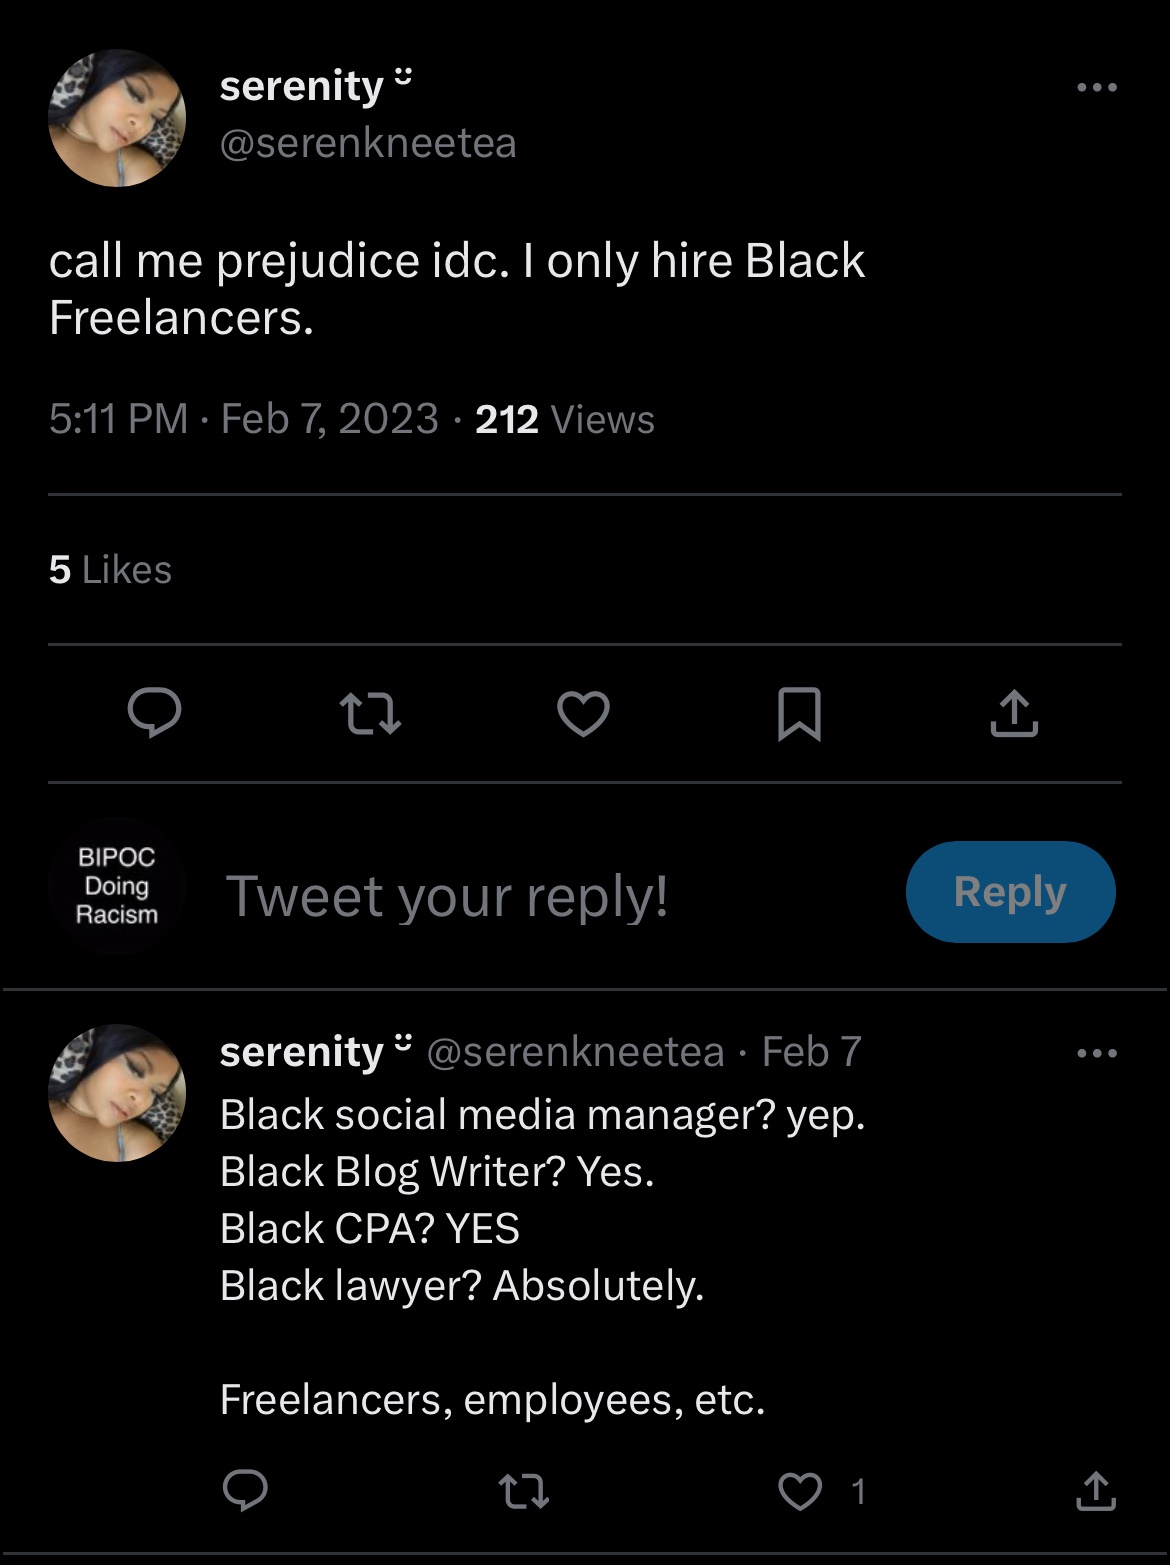 serenity ὔ
@serenkneetea
call me prejudice idc. I only hire Black
Freelancers.
5:11 PM · Feb 7, 2023 · 212 Views
5 Likes
BIPOC
Doing
Racism
Tweet your reply!
Reply
serenity @serenkneetea · Feb 7
Black social media manager? yep.
Black Blog Writer? Yes.
Black CPA? YES
Black lawyer? Absolutely.
Freelancers, employees, etc.
1